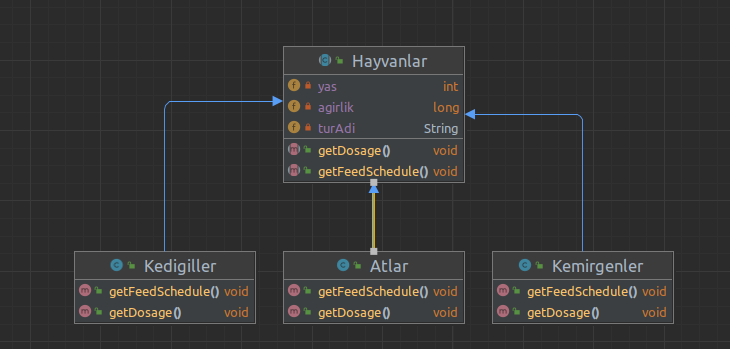 Hayvanlar
yas int
agirlik long
turAdi String
getDosage() void
getFeedSchedule() void
Kedigiller
getFeedSchedule() void
getDosage() void
Atlar
getFeedSchedule() void
getDosage() void
Kemirgenler
getFeedSchedule() void
getDosage() void